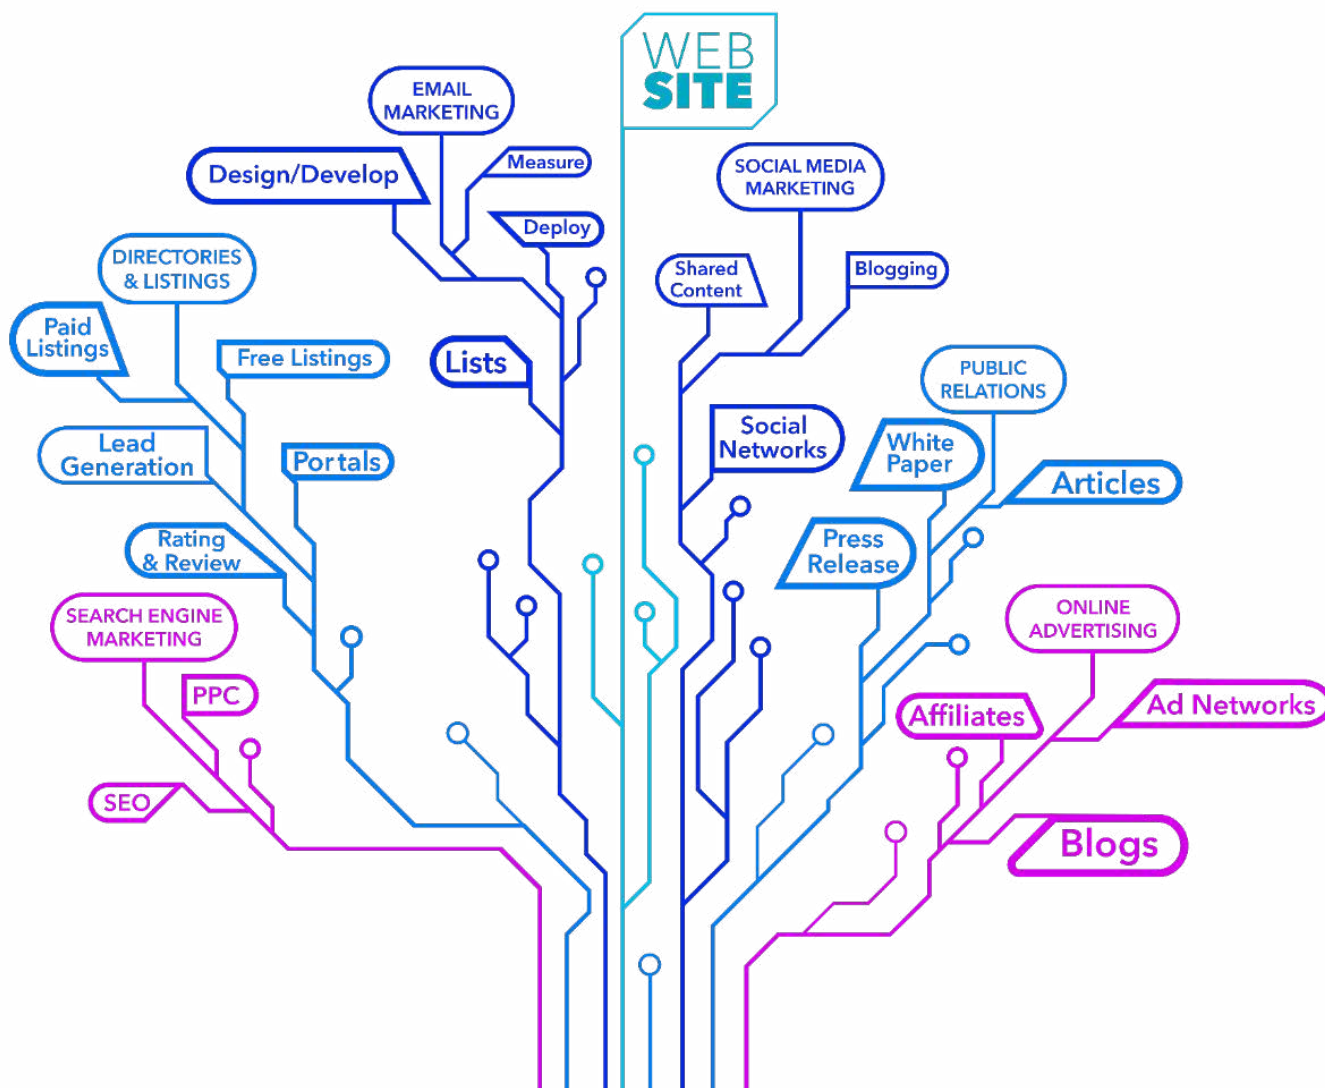 WEB
SITE
EMAIL
MARKETING
Design/Develop
Measure
Deploy
Lists
SOCIAL MEDIA
MARKETING
Shared
Content
Blogging
Social
Networks
DIRECTORIES
& LISTINGS
Paid
Listings
Free Listings
Lead
Generation
Portals
Rating
& Review
PUBLIC
RELATIONS
White
Paper
Articles
Press
Release
SEARCH ENGINE
MARKETING
PPC
SEO
ONLINE
ADVERTISING
Affiliates
Ad Networks
Blogs